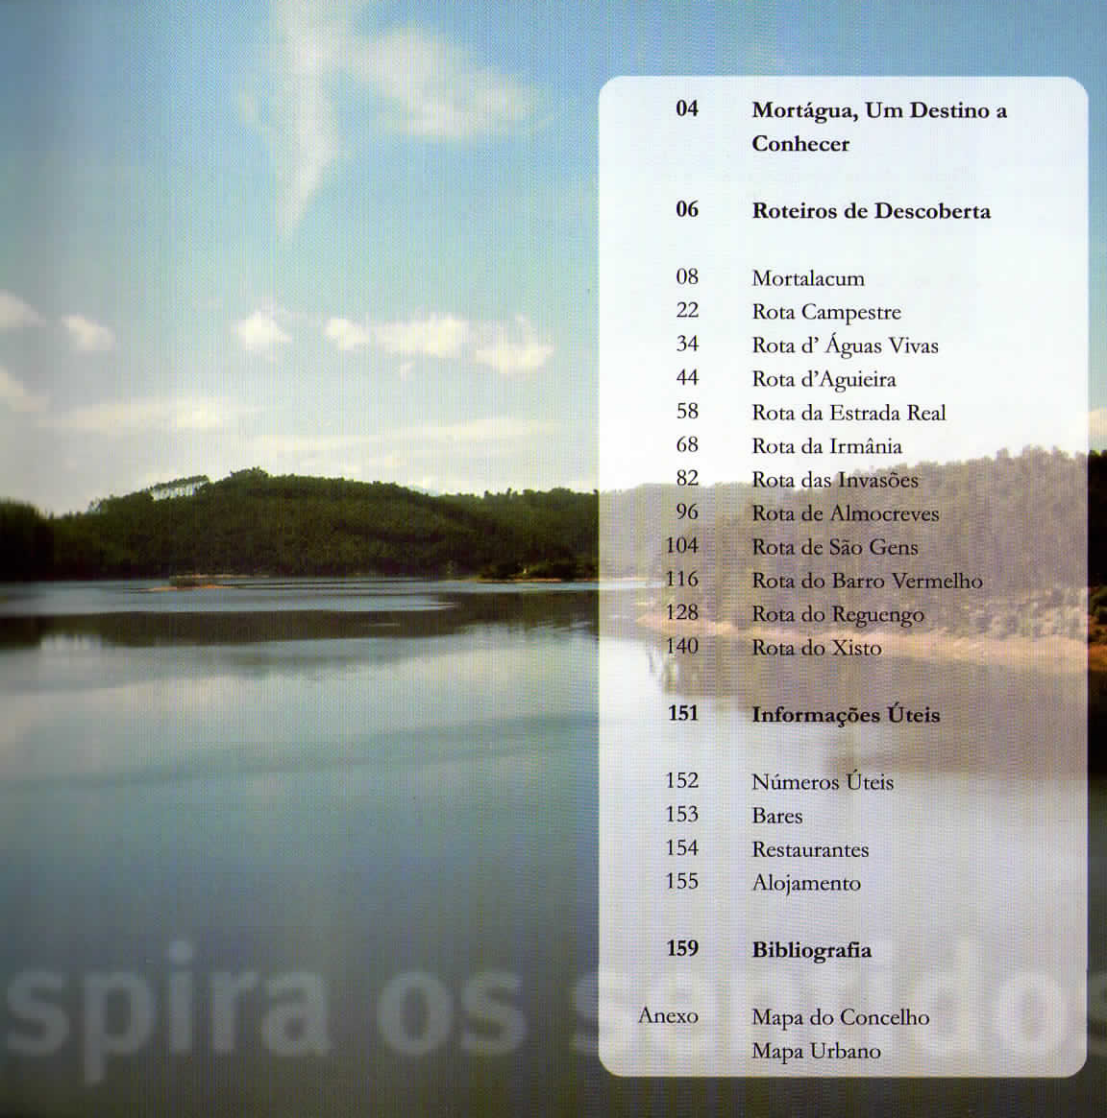 04 Mortágua, Um Destino a
Conhecer
06 Roteiros de Descoberta
08 Mortalacum
22 Rota Campestre
34 Rota d' Águas Vivas
44 Rota d'Aguieira
58 Rota da Estrada Real
68 Rota da Irmânia
82 Rota das Invasões
96 Rota de Almocreves
104 Rota de São Gens
116 Rota do Barro Vermelho
128 Rota do Reguengo
140 Rota do Xisto
151 Informações Úteis
152 Números Úteis
153 Bares
154 Restaurantes
155 Alojamento
159 Bibliografia
Anexo Mapa do Concelho
Mapa Urbano
spira os sentidos